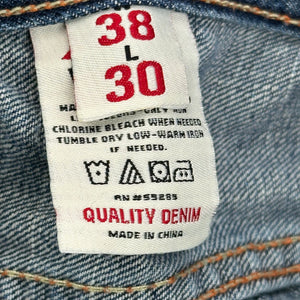 38
L
30
CHLORINE BLEACH WHEN NEEDED
TUMBLE DRY LOW-WARM IRON
IF NEEDED.
RN #55285
QUALITY DENIM
MADE IN CHINA